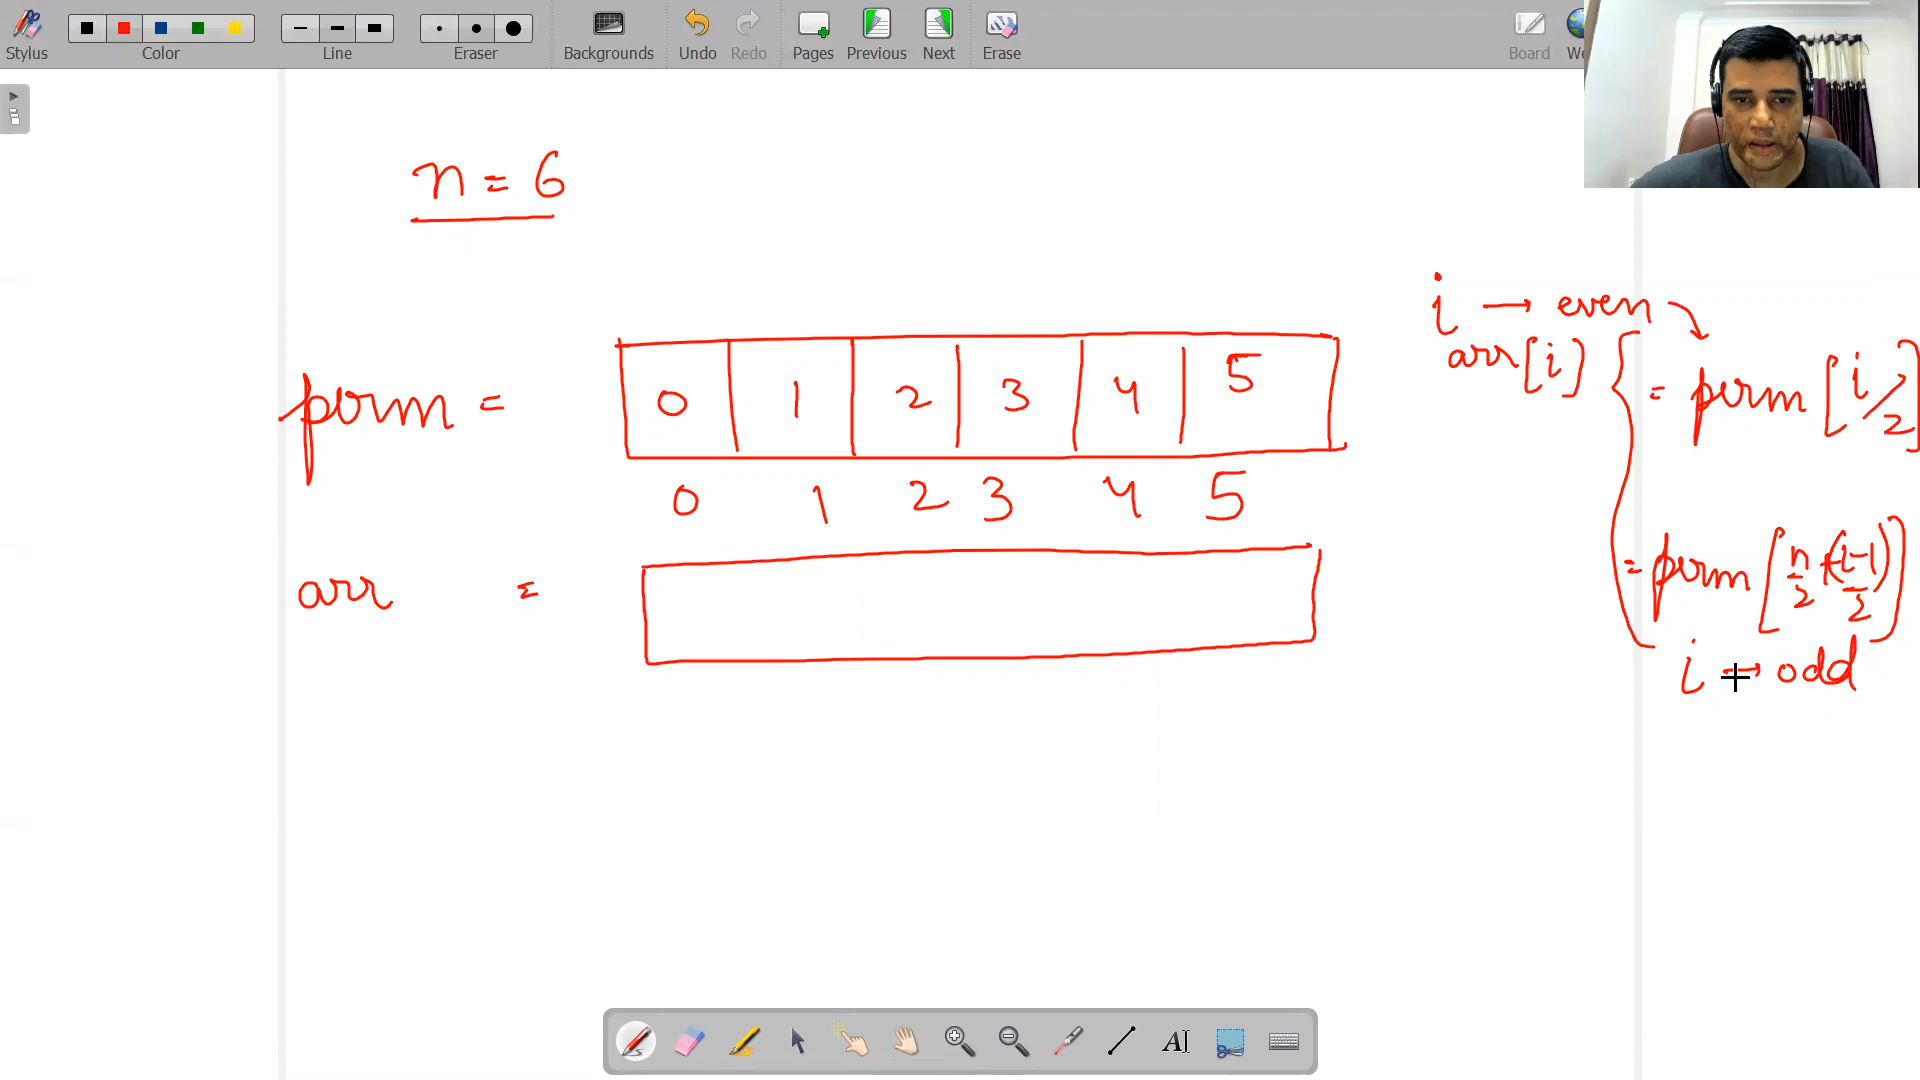 Stylus Color Line Eraser Backgrounds Undo Redo Pages Previous Next Erase Board
n = 6
i → even
arr[i] = perm [i/2]
perm = 0 1 2 3 4 5
0 1 2 3 4 5
= perm [n/2 + (i-1)/2]
arr =
i → odd
AI